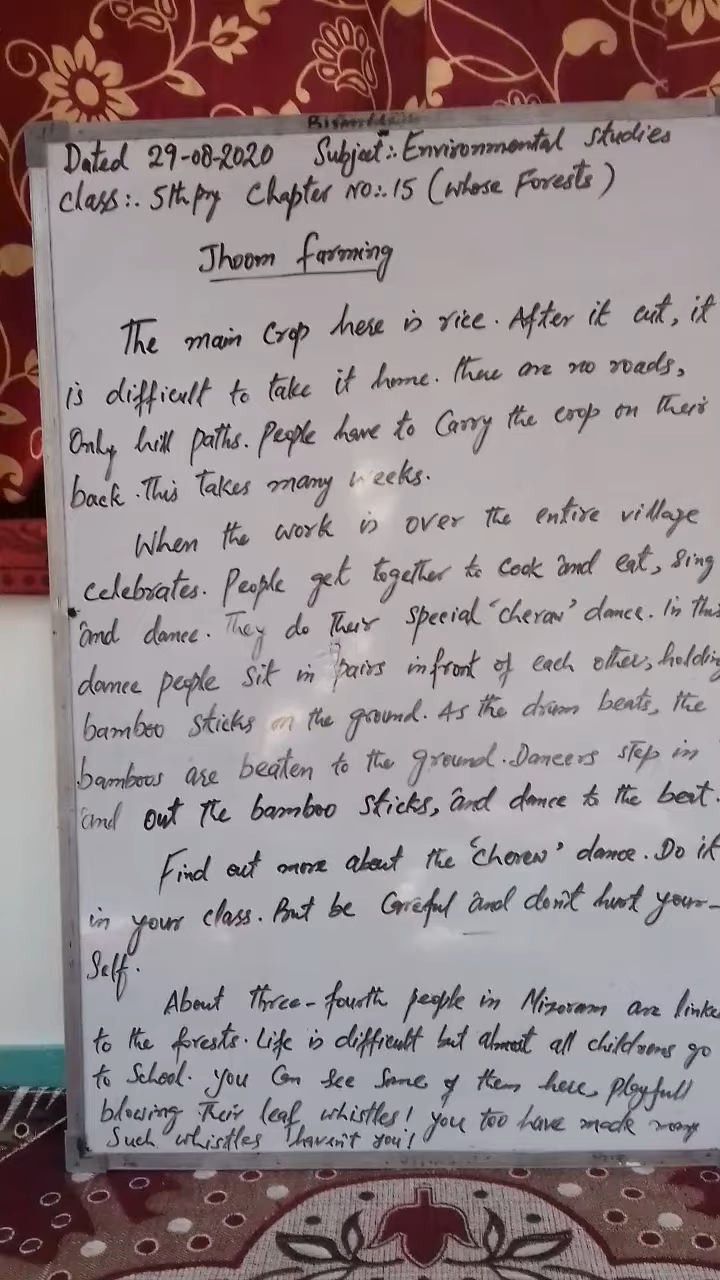 Dated 29-08-2020 Subject:. Environmental studies
Class:. 5th pry Chapter NO:. 15 (Whose Forests)
Jhoom farming
The main Crop here is rice. After it cut, it
is difficult to take it home. there are no roads,
Only hill paths. People have to Carry the crop on their
back. This takes many weeks.
When the work is over the entire village
celebrates. People get together to Cook and eat, Sing
and dance. They do their special 'cheraw' dance. In this
dance people sit in pairs infront of each other, holding
bamboo sticks on the ground. As the drum beats, the
bamboos are beaten to the ground. Dancers step in
and out the bamboo sticks, and dance to the beat.
Find out more about the 'cherew' dance. Do it
in your class. But be Careful and don't hurt your-
Self.
About Three-fourth people in Mizoram are linke
to the forests. Life is difficult but almost all childrens go
to School. You Can See Some of them here, playfull
blowing Their leaf whistles! you too have made many
Such whistles haven't you!